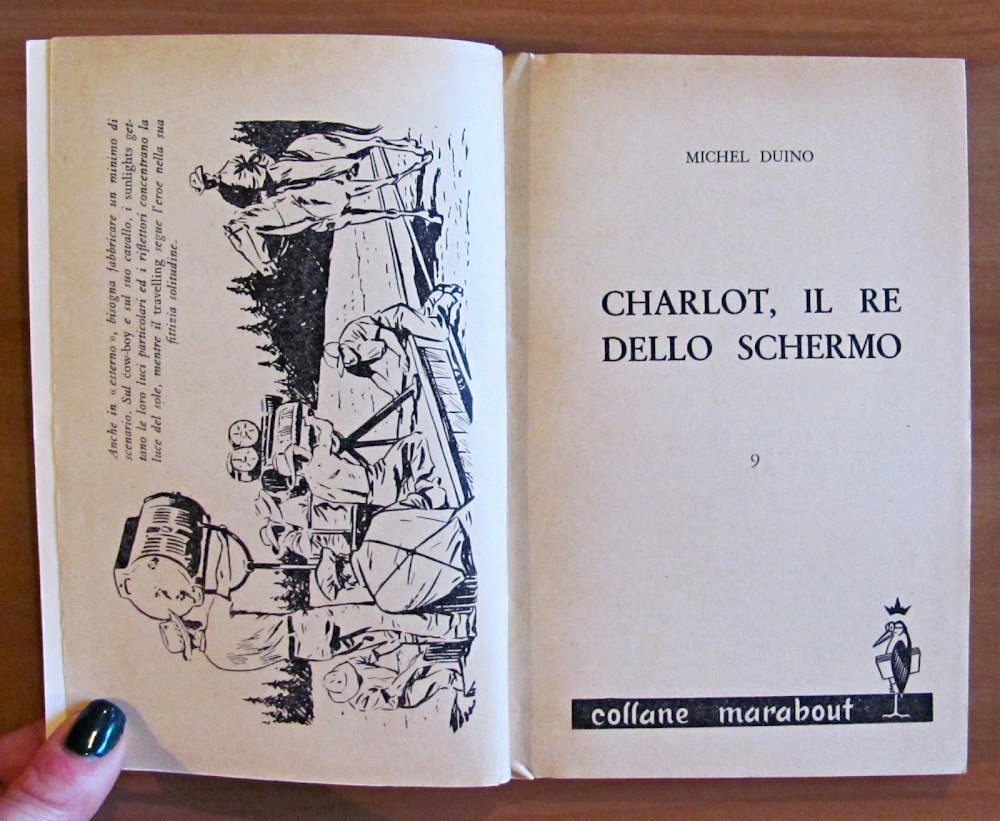 Anche in « esterno », bisogna fabbricare un minimo di
scenario. Sul cow-boy e sul suo cavallo, i sunlights get-
tano le loro luci particolari ed i riflettori concentrano la
luce del sole, mentre il travelling segue l'eroe nella sua
fittizia solitudine.
MICHEL DUINO
CHARLOT, IL RE
DELLO SCHERMO
9
collane marabout